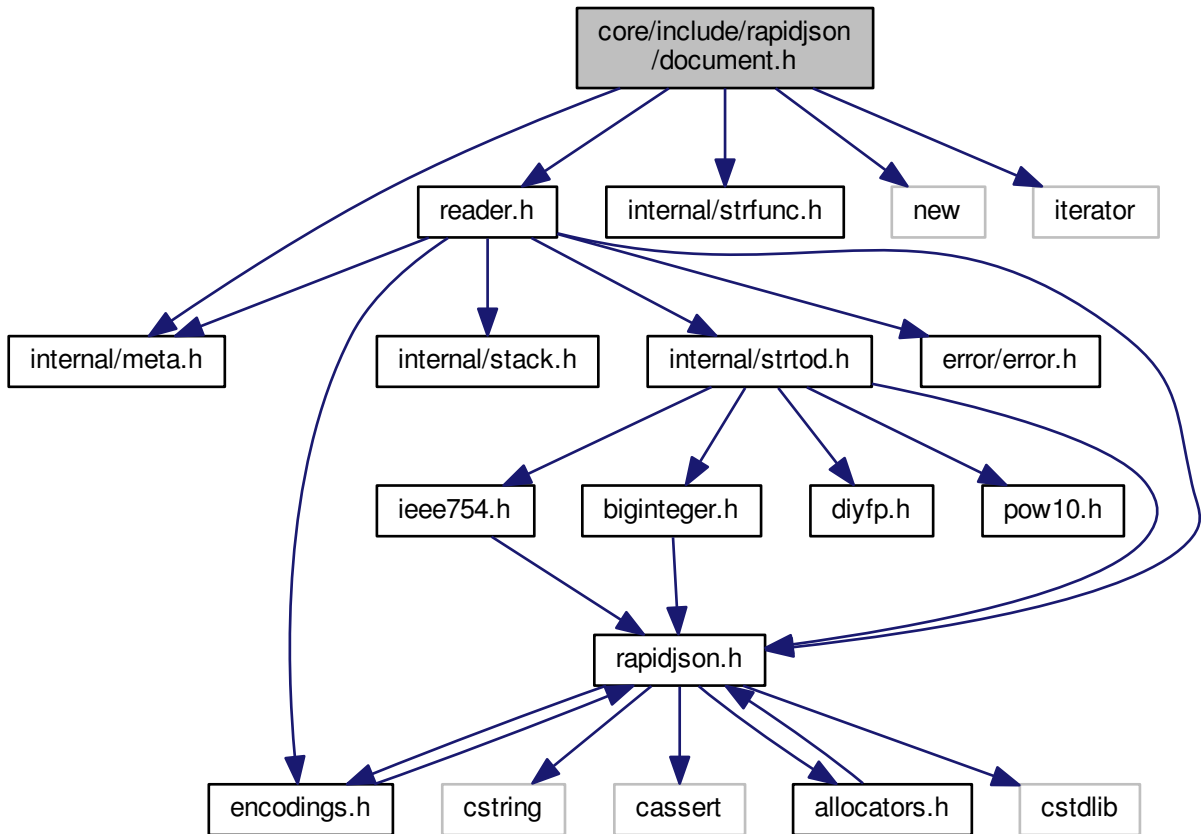 core/include/rapidjson
/document.h
reader.h
internal/strfunc.h
new
iterator
internal/meta.h
internal/stack.h
internal/strtod.h
error/error.h
ieee754.h
biginteger.h
diyfp.h
pow10.h
rapidjson.h
encodings.h
cstring
cassert
allocators.h
cstdlib